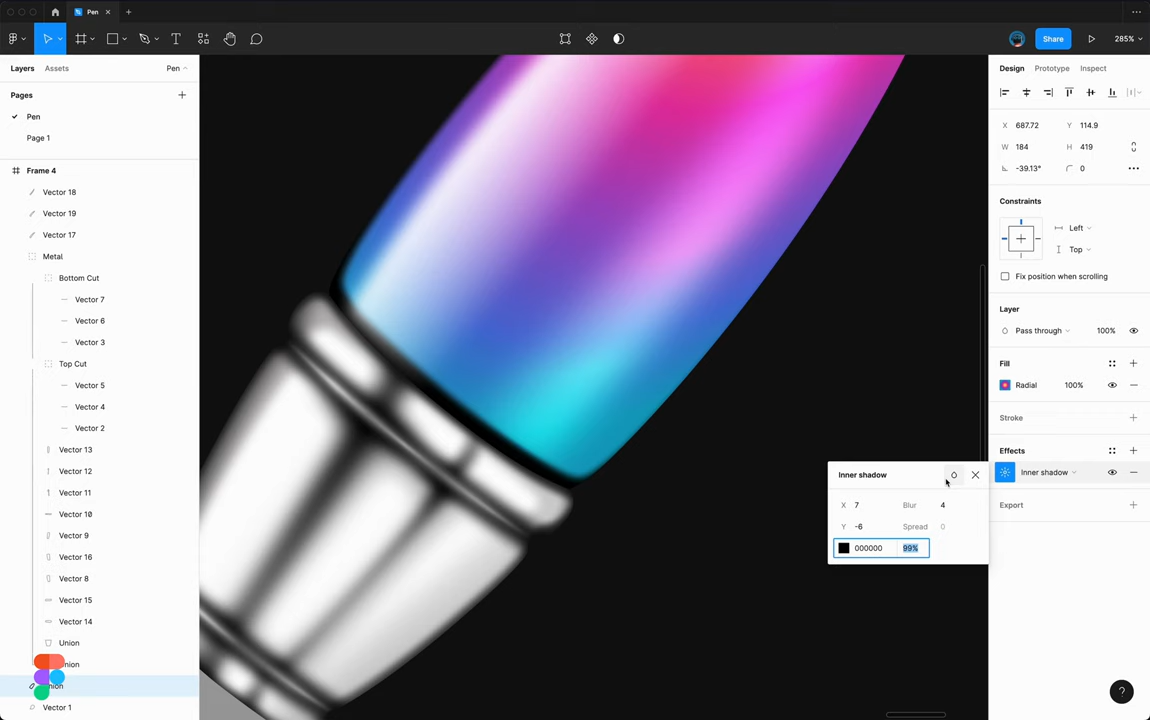 Pen
Share
285%
Layers
Assets
Pen
Design
Prototype
Inspect
Pages
Pen
Page 1
Frame 4
Vector 18
Vector 19
Vector 17
Metal
Bottom Cut
Vector 7
Vector 6
Vector 3
Top Cut
Vector 5
Vector 4
Vector 2
Vector 13
Vector 12
Vector 11
Vector 10
Vector 9
Vector 16
Vector 8
Vector 15
Vector 14
Union
Vector 1
X 687.72 Y 114.9
W 184 H 419
-39.13° 0
Constraints
Left
Top
Fix position when scrolling
Layer
Pass through 100%
Fill
Radial 100%
Stroke
Effects
Inner shadow
Export
Inner shadow
X 7 Blur 4
Y -6 Spread 0
000000 99%
?